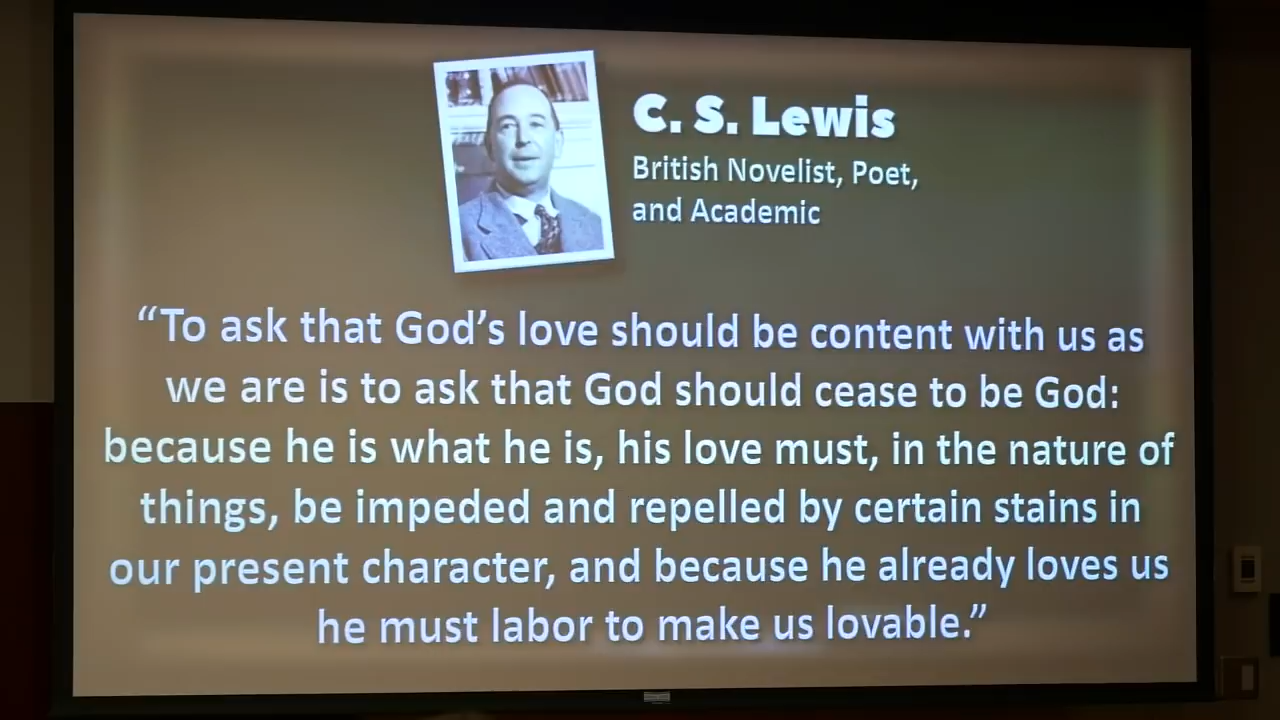 C. S. Lewis
British Novelist, Poet,
and Academic
“To ask that God’s love should be content with us as
we are is to ask that God should cease to be God:
because he is what he is, his love must, in the nature of
things, be impeded and repelled by certain stains in
our present character, and because he already loves us
he must labor to make us lovable.”